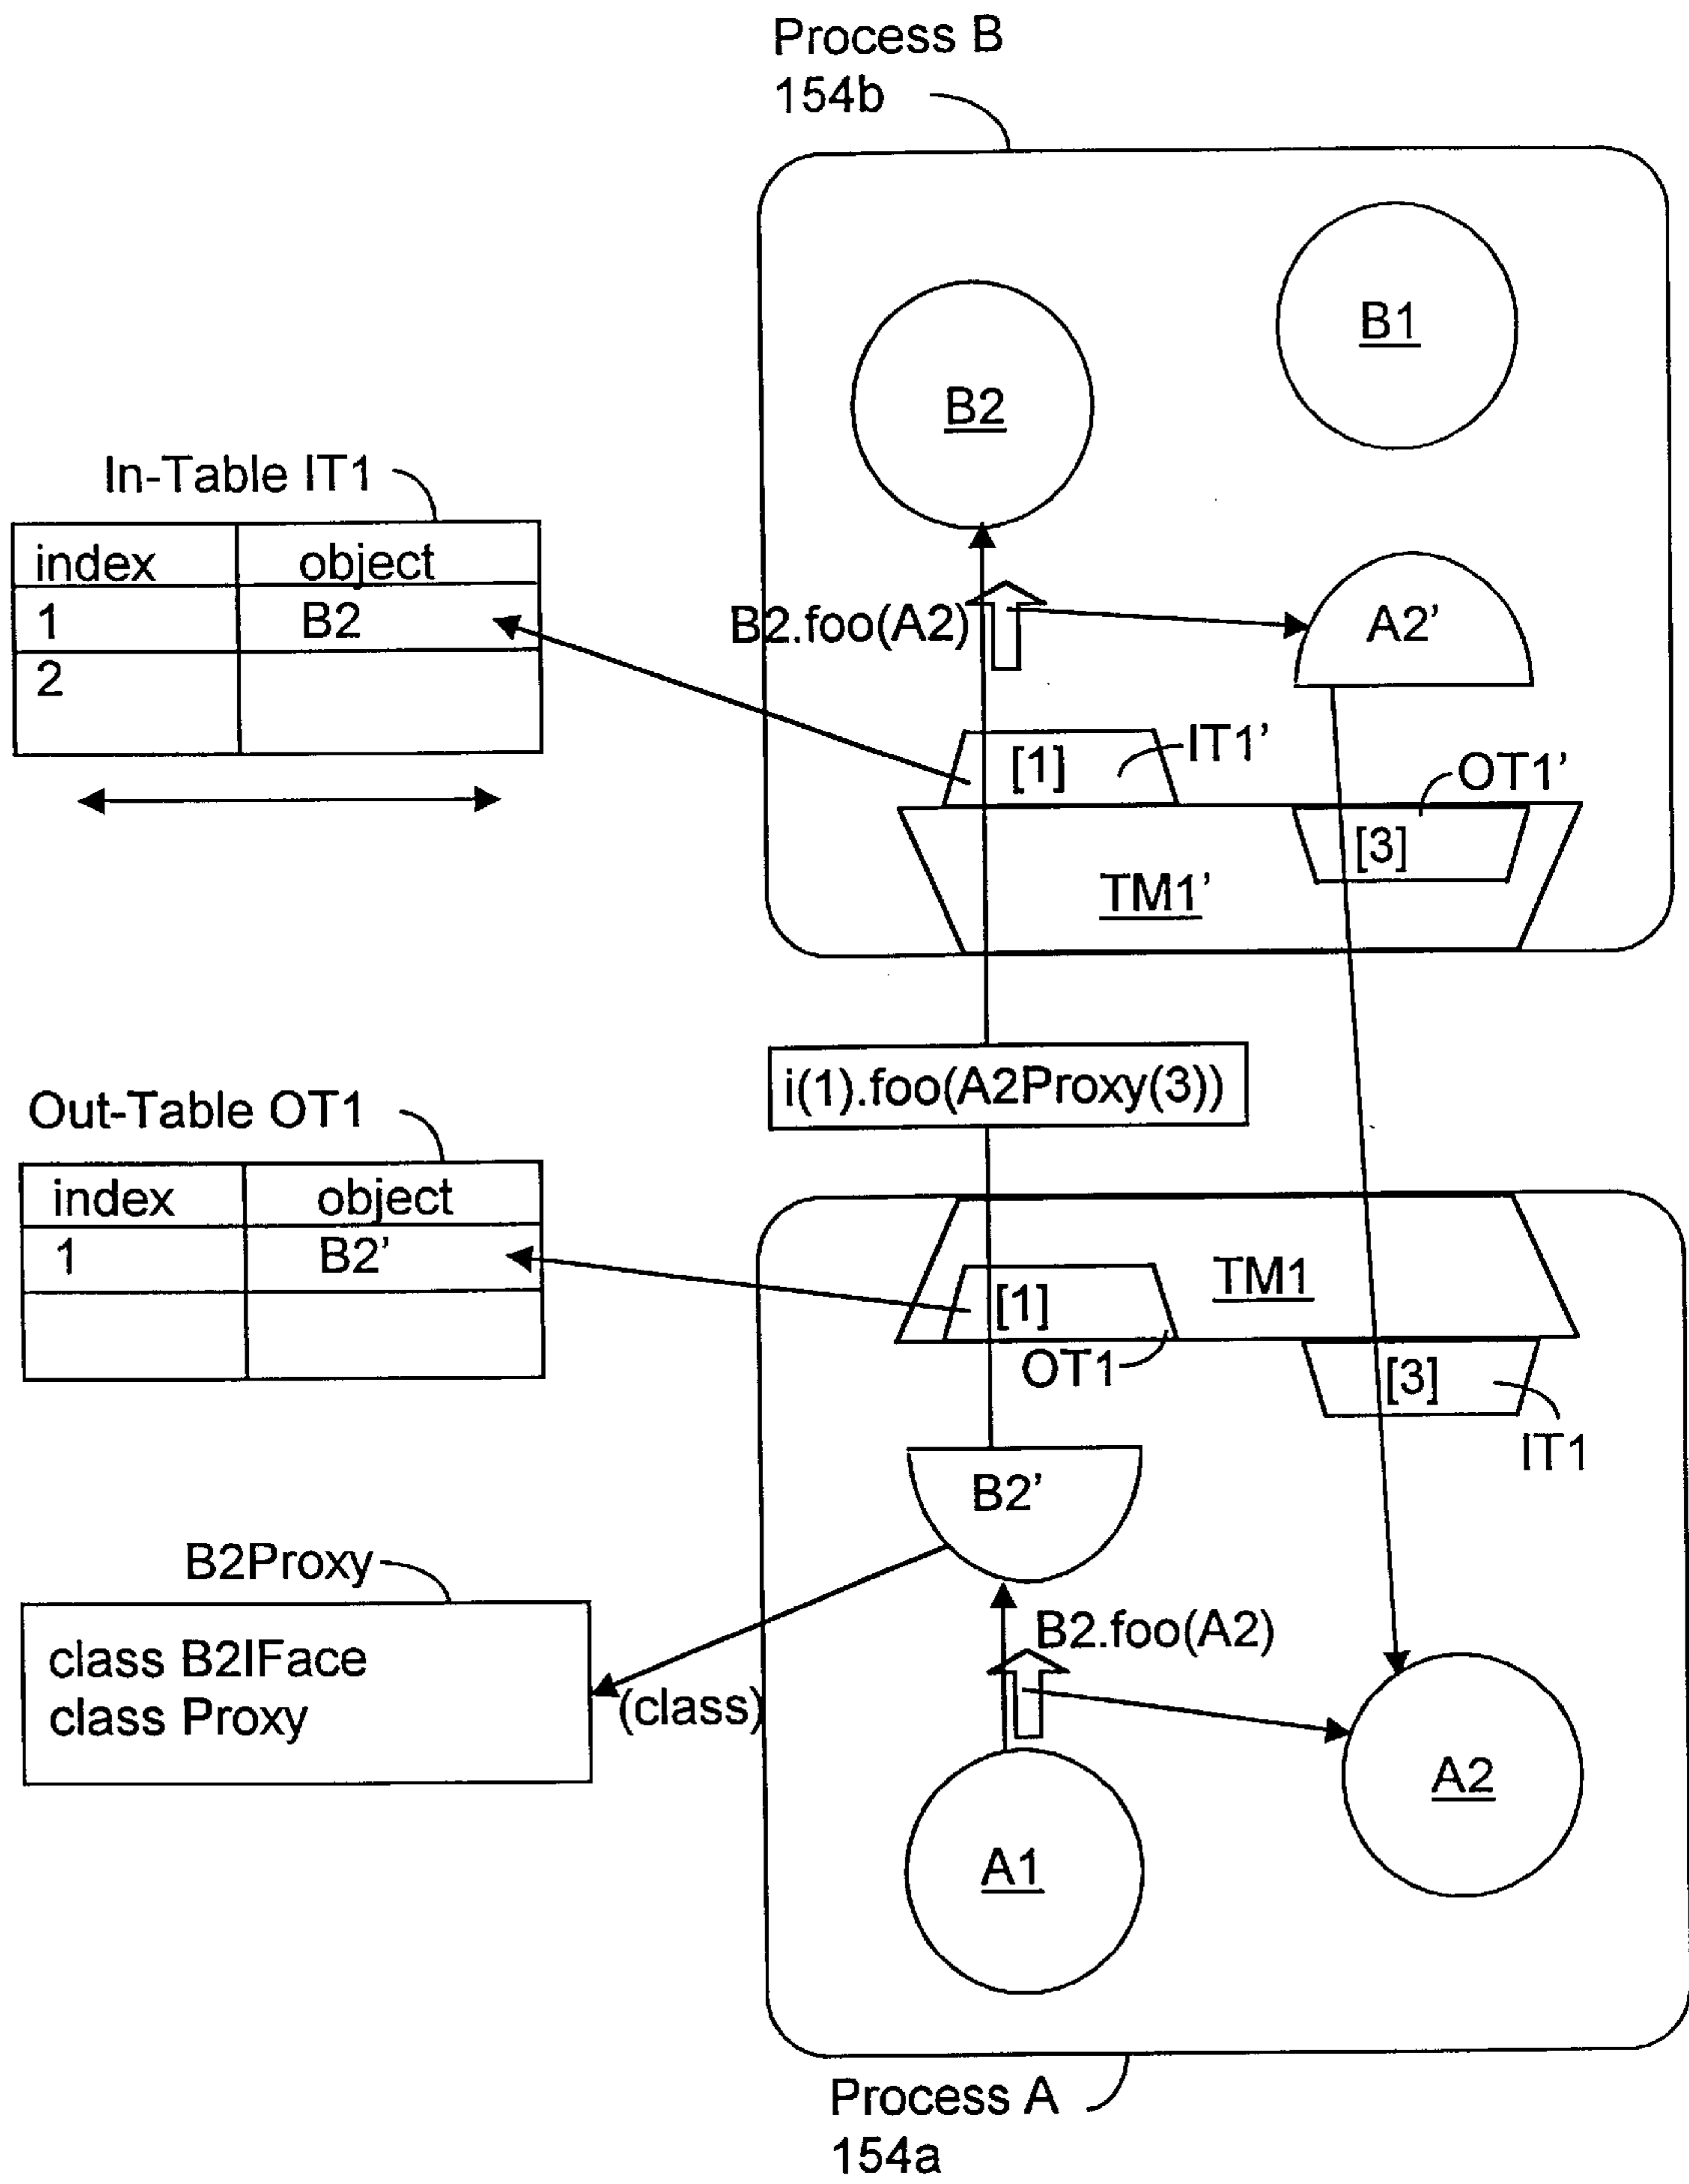 Process B
154b
B1
B2
In-Table IT1
index object
1 B2
2
B2.foo(A2)
A2’
[1]
IT1’
OT1’
[3]
TM1’
i(1).foo(A2Proxy(3))
Out-Table OT1
index object
1 B2’
TM1
[1]
OT1
[3]
IT1
B2’
B2Proxy
class B2IFace
class Proxy
(class)
B2.foo(A2)
A2
A1
Process A
154a